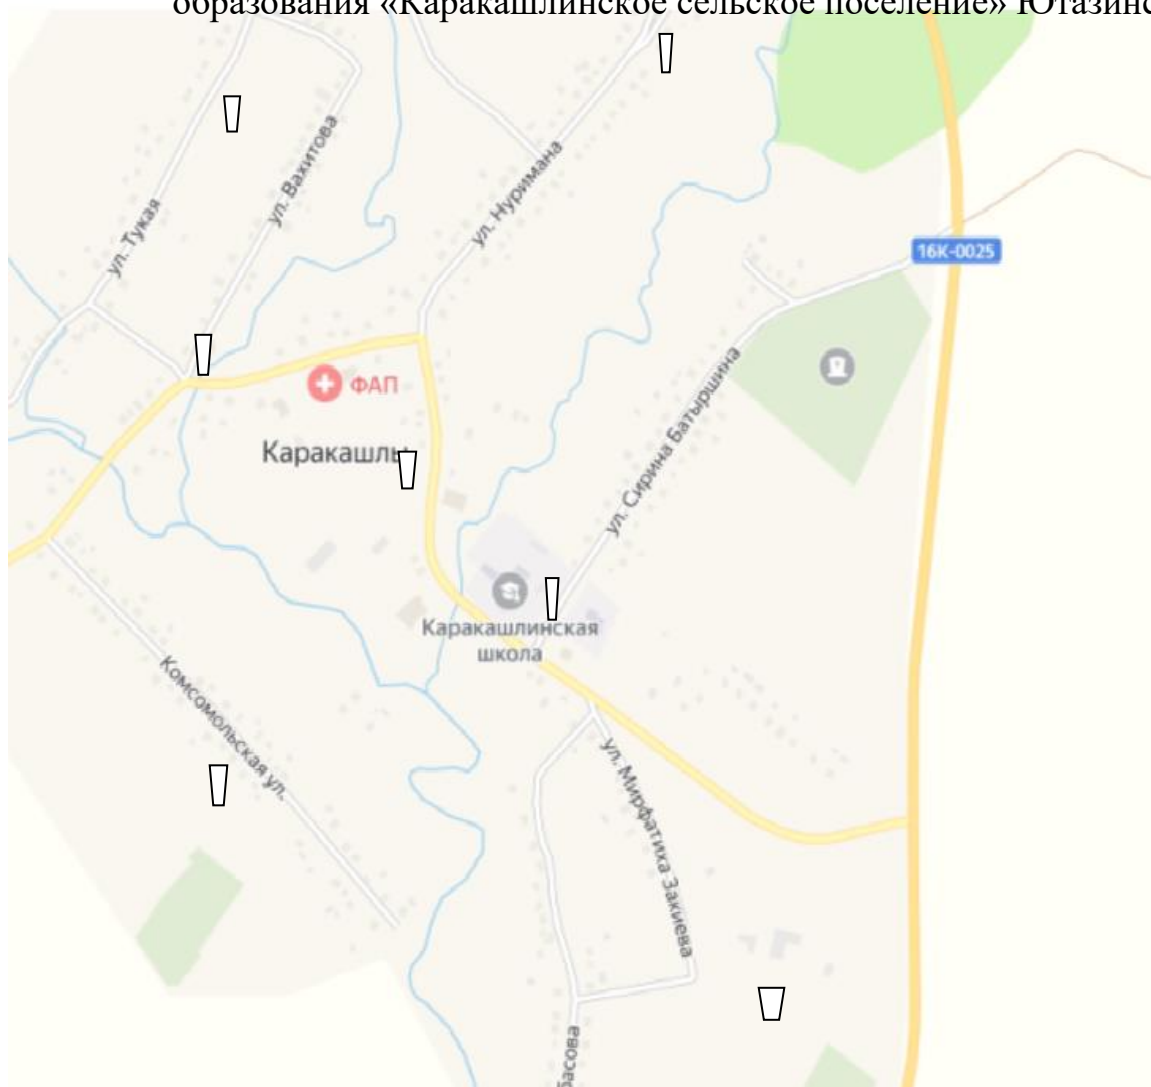 образования «Каракашлинское сельское поселение» Ютазинс
ул. Вахитова
ул. Нуримана
ул. Тукая
16К-0025
ФАП
Каракашлы
ул. Сирина Батыршина
Каракашлинская
школа
Комсомольская ул.
ул. Мирфатиха Закиева
басова